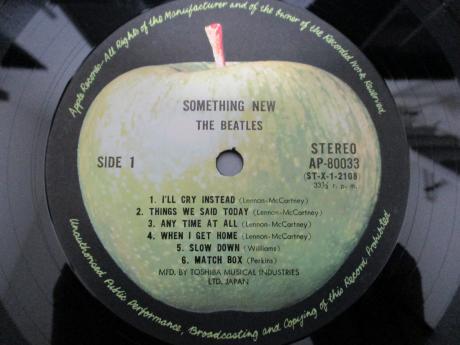 Apple Records-All Rights of the Manufacturer and of the Owner of the Recorded Work Reserved.
SOMETHING NEW
THE BEATLES
SIDE 1
STEREO
AP-80033
(ST-X-1-2108)
33⅓ r. p. m.
1. I'LL CRY INSTEAD (Lennon-McCartney)
2. THINGS WE SAID TODAY (Lennon-McCartney)
3. ANY TIME AT ALL (Lennon-McCartney)
4. WHEN I GET HOME (Lennon-McCartney)
5. SLOW DOWN (Williams)
6. MATCH BOX (Perkins)
MFD. BY TOSHIBA MUSICAL INDUSTRIES
LTD. JAPAN
Unauthorised Public Performance, Broadcasting and Copying of this Record Prohibited